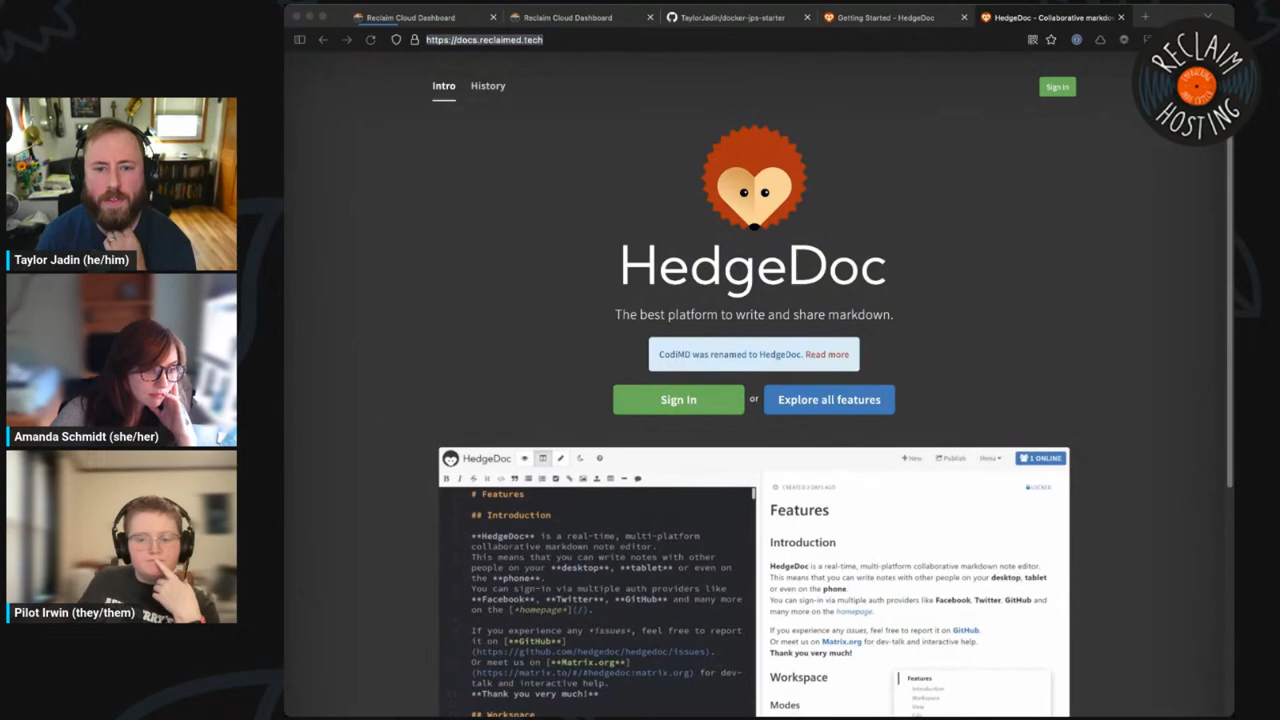 Reclaim Cloud Dashboard
Reclaim Cloud Dashboard
TaylorJadin/docker-jps-starter
Getting Started - HedgeDoc
HedgeDoc - Collaborative markdo
https://docs.reclaimed.tech
RECLAIM
HOSTING
Intro History
Sign In
HedgeDoc
The best platform to write and share markdown.
CodiMD was renamed to HedgeDoc. Read more
Sign In or Explore all features
Taylor Jadin (he/him)
Amanda Schmidt (she/her)
Pilot Irwin (they/them)
HedgeDoc
+ New Publish Menu 1 ONLINE
# Features
## Introduction
**HedgeDoc** is a real-time, multi-platform
collaborative markdown note editor.
This means that you can write notes with other
people on your **desktop**, **tablet** or even on
the **phone**.
You can sign-in via multiple auth providers like
**Facebook**, **Twitter**, **GitHub** and many more
on the [*homepage*](/).
If you experience any *issues*, feel free to report
it on [**GitHub**]
(https://github.com/hedgedoc/hedgedoc/issues).
Or meet us on [**Matrix.org**]
(https://matrix.to/#/#hedgedoc:matrix.org) for dev-
talk and interactive help.
**Thank you very much!**
## Workspace
CREATED 2 DAYS AGO
LOCKED
Features
Introduction
HedgeDoc is a real-time, multi-platform collaborative markdown note editor.
This means that you can write notes with other people on your desktop, tablet
or even on the phone.
You can sign-in via multiple auth providers like Facebook, Twitter, GitHub and
many more on the homepage.
If you experience any issues, feel free to report it on GitHub.
Or meet us on Matrix.org for dev-talk and interactive help.
Thank you very much!
Workspace
Modes
Features
Introduction
Workspace
View